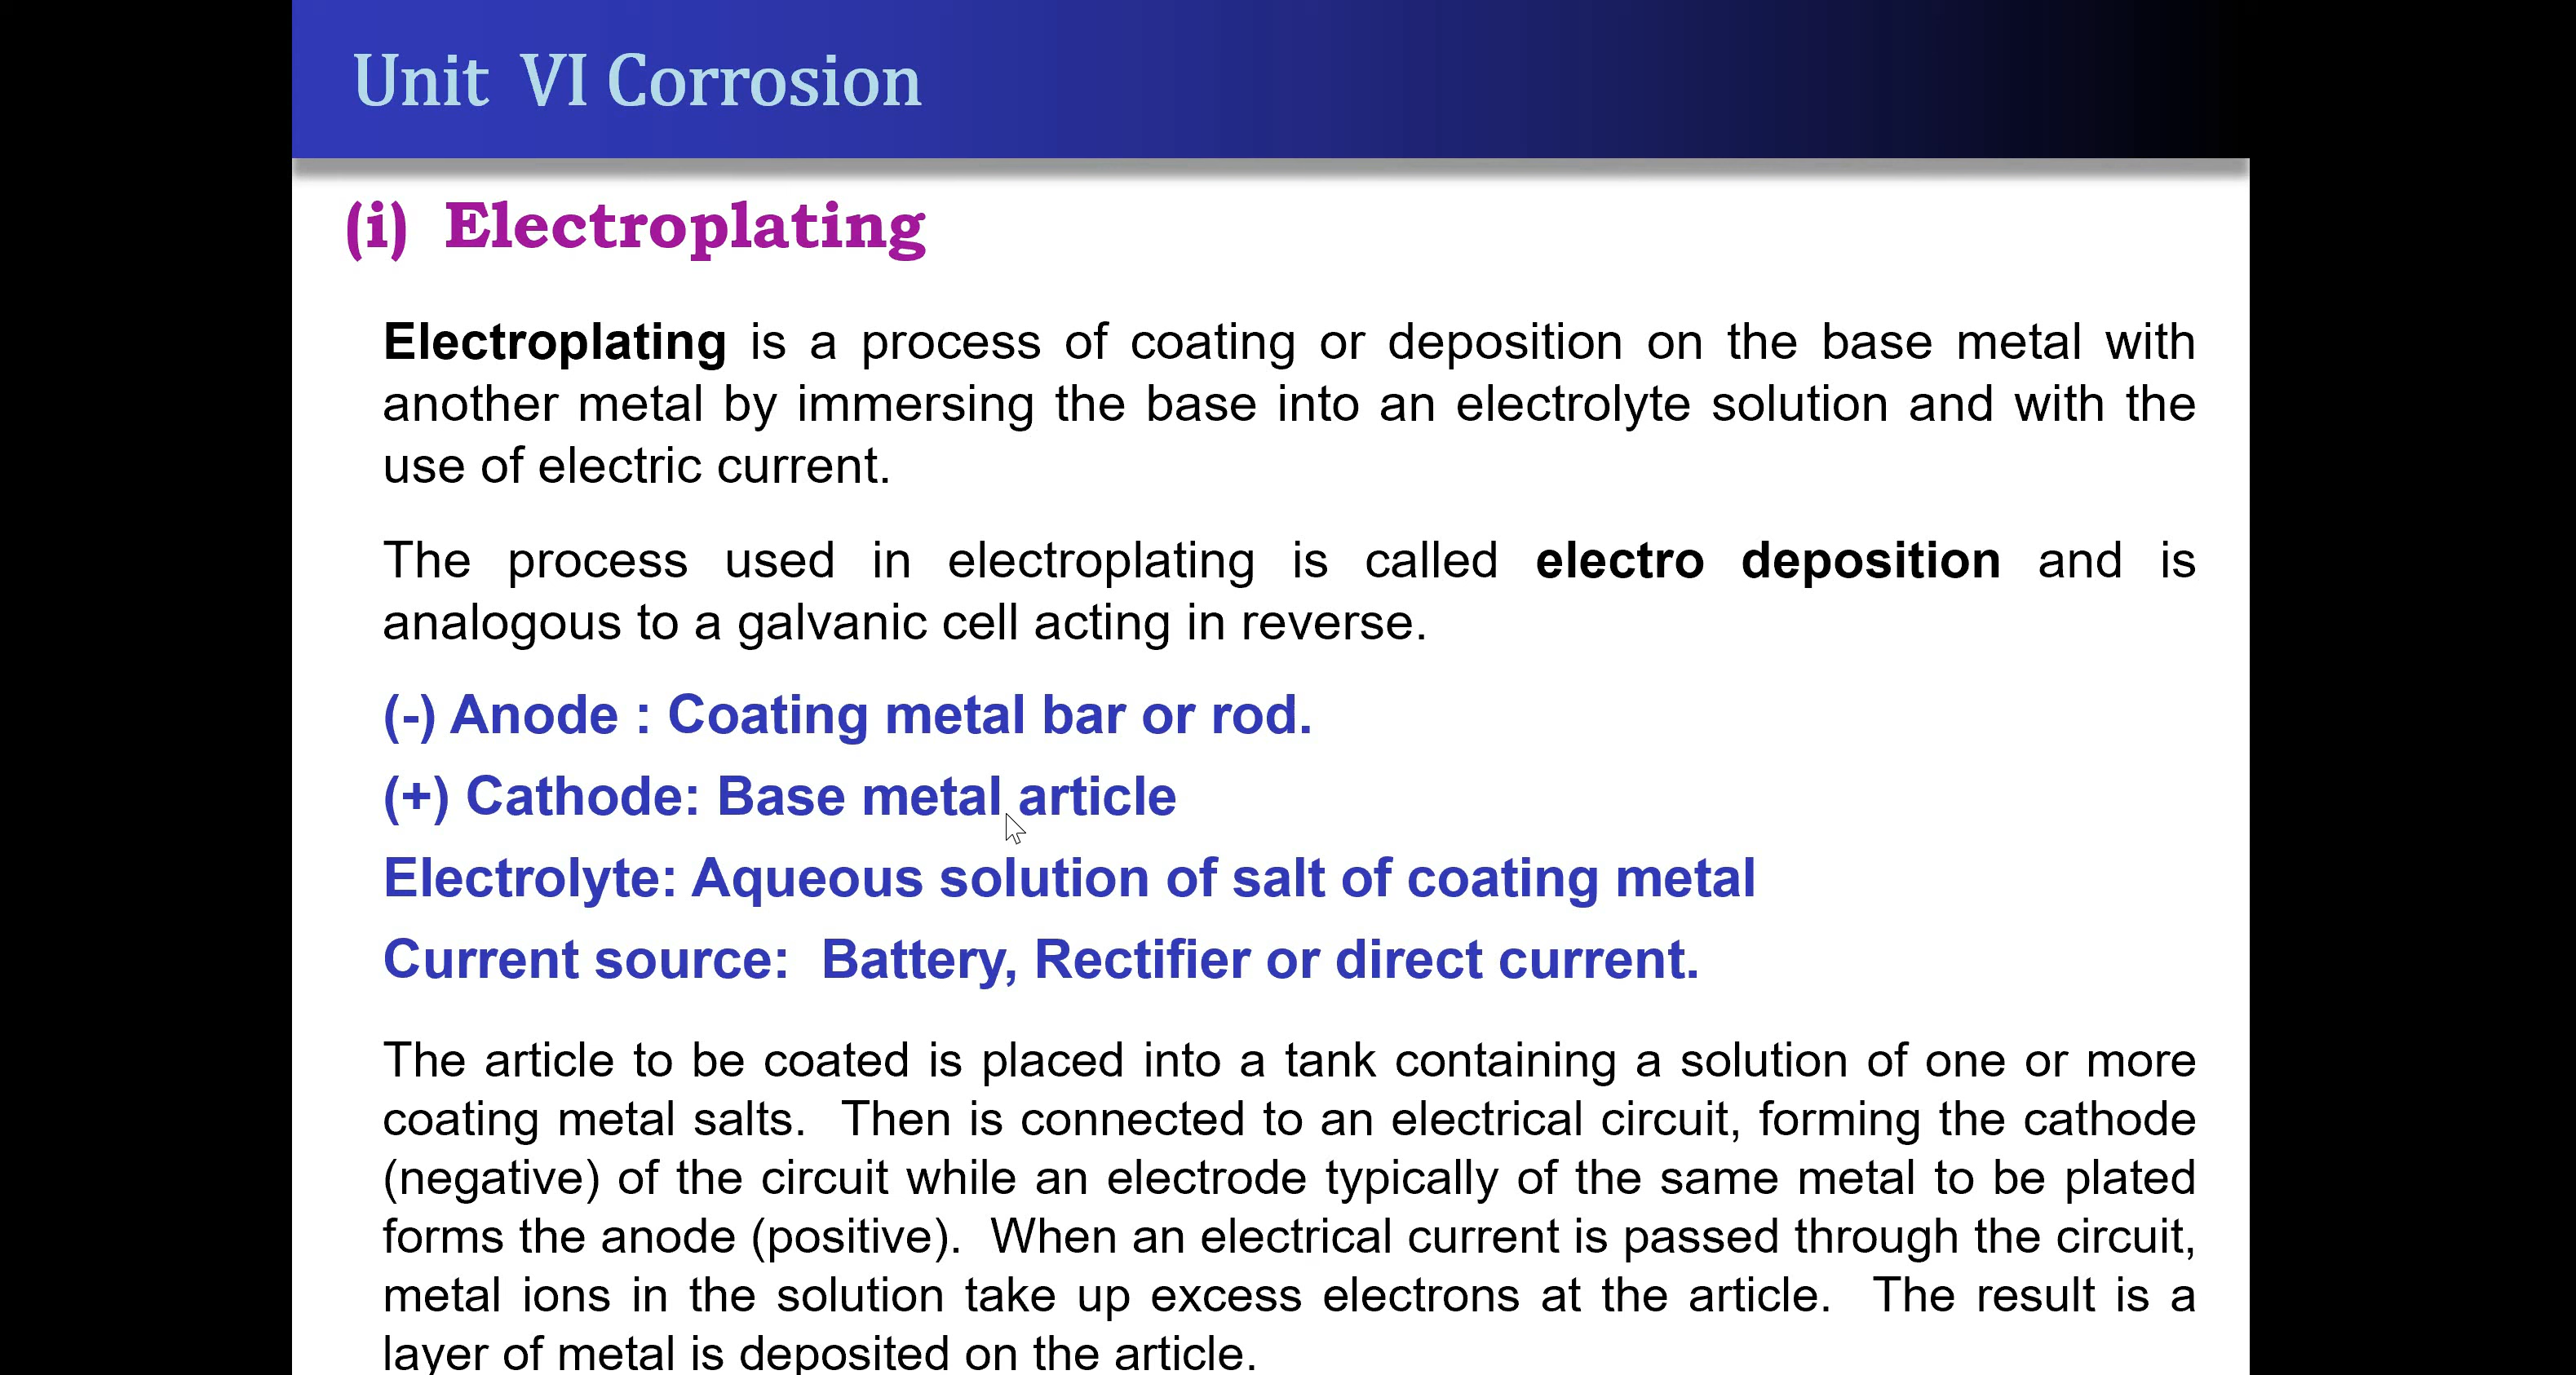 Unit VI Corrosion
(i) Electroplating
Electroplating is a process of coating or deposition on the base metal with
another metal by immersing the base into an electrolyte solution and with the
use of electric current.
The process used in electroplating is called electro deposition and is
analogous to a galvanic cell acting in reverse.
(-) Anode : Coating metal bar or rod.
(+) Cathode: Base metal article
Electrolyte: Aqueous solution of salt of coating metal
Current source: Battery, Rectifier or direct current.
The article to be coated is placed into a tank containing a solution of one or more
coating metal salts. Then is connected to an electrical circuit, forming the cathode
(negative) of the circuit while an electrode typically of the same metal to be plated
forms the anode (positive). When an electrical current is passed through the circuit,
metal ions in the solution take up excess electrons at the article. The result is a
layer of metal is deposited on the article.